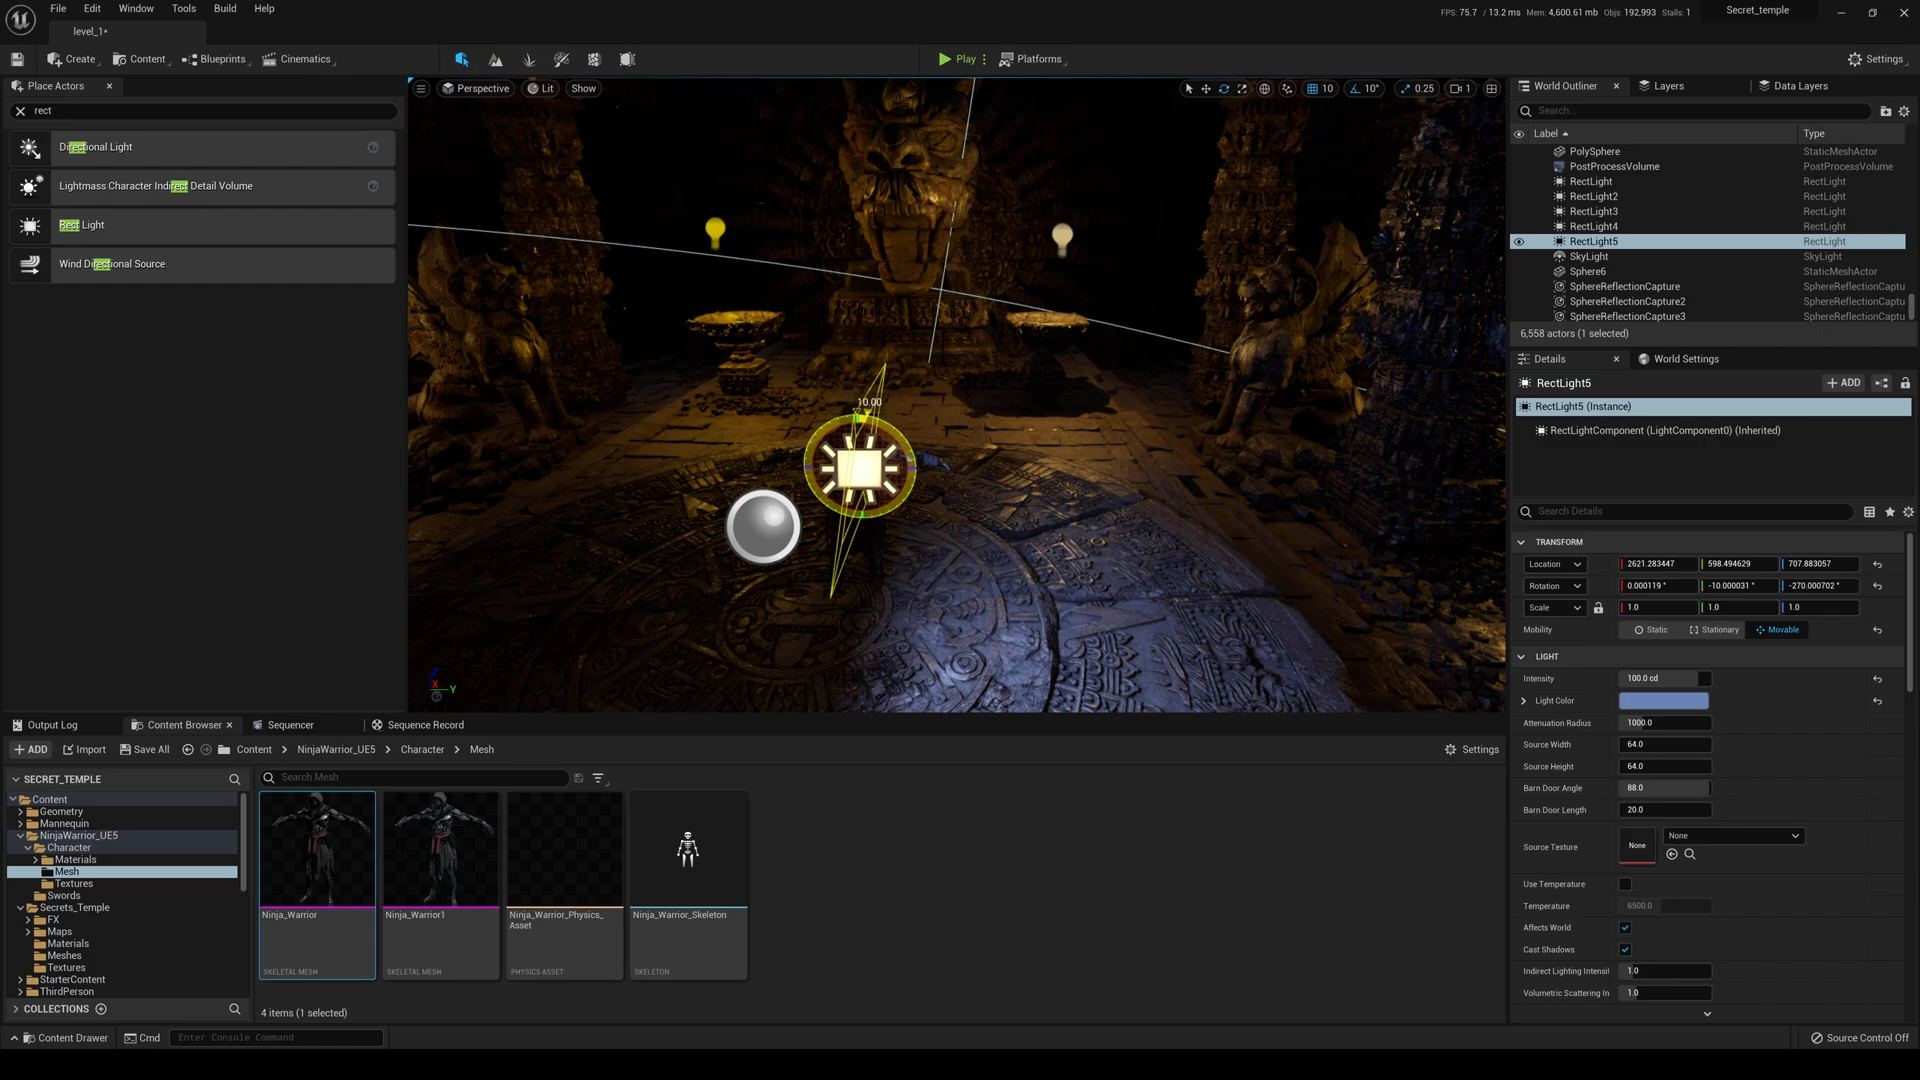 File Edit Window Tools Build Help
FPS: 75.7 / 13.2 ms Mem: 4,600.61 mb Objs: 192,993 Stalls: 1
Secret_temple
level_1*
Create
Content
Blueprints
Cinematics
Play
Platforms
Settings
Place Actors
rect
Directional Light
Lightmass Character Indirect Detail Volume
Rect Light
Wind Directional Source
Perspective
Lit
Show
10
10°
0.25
1
10.00
X
Y
World Outliner
Layers
Data Layers
Search...
Label
Type
PolySphere StaticMeshActor
PostProcessVolume PostProcessVolume
RectLight RectLight
RectLight2 RectLight
RectLight3 RectLight
RectLight4 RectLight
RectLight5 RectLight
SkyLight SkyLight
Sphere6 StaticMeshActor
SphereReflectionCapture SphereReflectionCaptu
SphereReflectionCapture2 SphereReflectionCaptu
SphereReflectionCapture3 SphereReflectionCaptu
6,558 actors (1 selected)
Details
World Settings
RectLight5
+ ADD
RectLight5 (Instance)
RectLightComponent (LightComponent0) (Inherited)
Search Details
TRANSFORM
Location 2621.283447 598.494629 707.883057
Rotation 0.000119 ° -10.000031 ° -270.000702 °
Scale 1.0 1.0 1.0
Mobility Static Stationary Movable
LIGHT
Intensity 100.0 cd
Light Color
Attenuation Radius 1000.0
Source Width 64.0
Source Height 64.0
Barn Door Angle 88.0
Barn Door Length 20.0
Source Texture None None
Use Temperature
Temperature 6500.0
Affects World
Cast Shadows
Indirect Lighting Intensit 1.0
Volumetric Scattering In 1.0
Output Log
Content Browser
Sequencer
Sequence Record
+ ADD Import Save All Content NinjaWarrior_UE5 Character Mesh
Settings
SECRET_TEMPLE
Content
Geometry
Mannequin
NinjaWarrior_UE5
Character
Materials
Mesh
Textures
Swords
Secrets_Temple
FX
Maps
Materials
Meshes
Textures
StarterContent
ThirdPerson
COLLECTIONS
Search Mesh
Ninja_Warrior
SKELETAL MESH
Ninja_Warrior1
SKELETAL MESH
Ninja_Warrior_Physics_
Asset
PHYSICS ASSET
Ninja_Warrior_Skeleton
SKELETON
4 items (1 selected)
Content Drawer
Cmd
Enter Console Command
Source Control Off